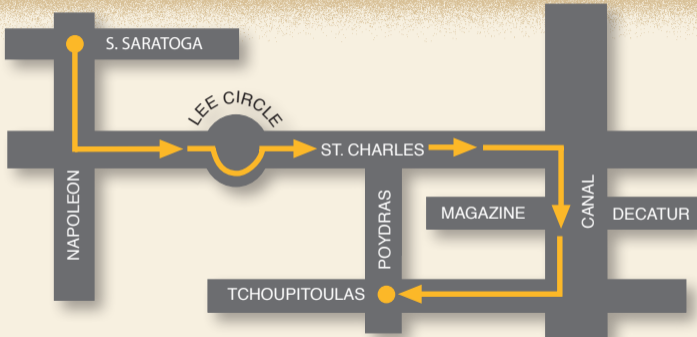 S. SARATOGA
LEE CIRCLE
ST. CHARLES
NAPOLEON
POYDRAS
MAGAZINE
CANAL
DECATUR
TCHOUPITOULAS